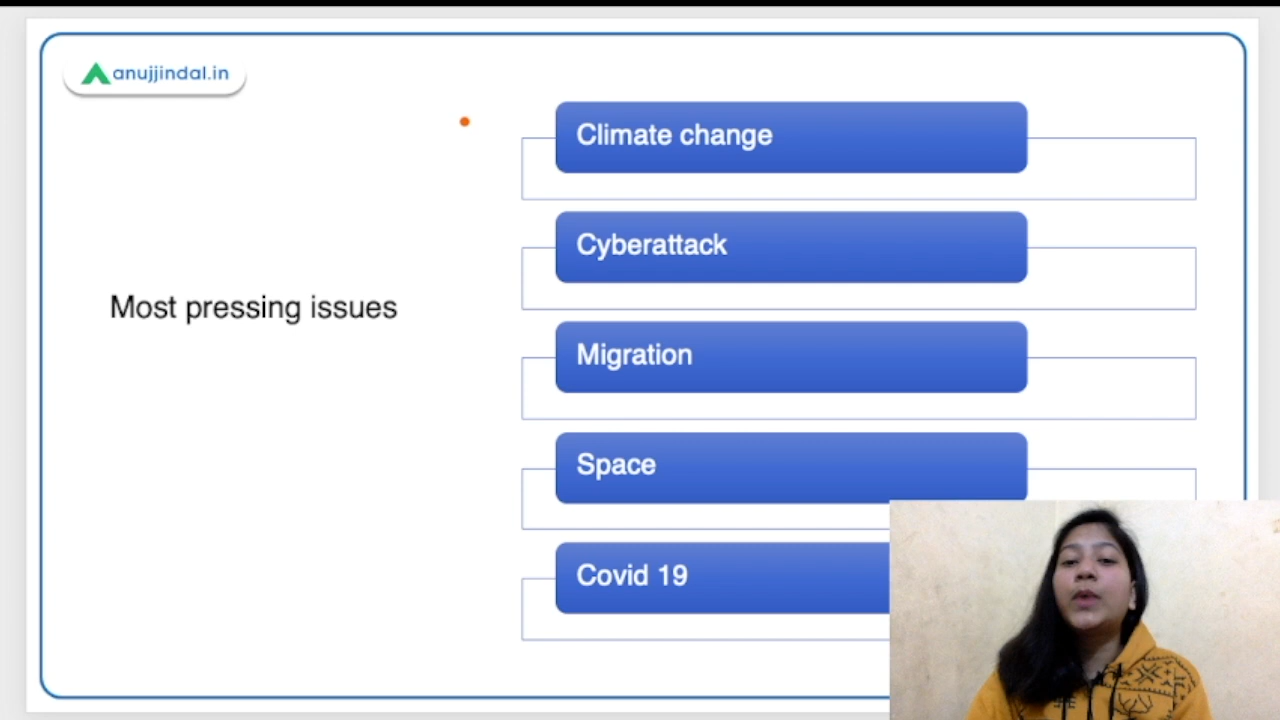 anujjindal.in
Most pressing issues
Climate change
Cyberattack
Migration
Space
Covid 19